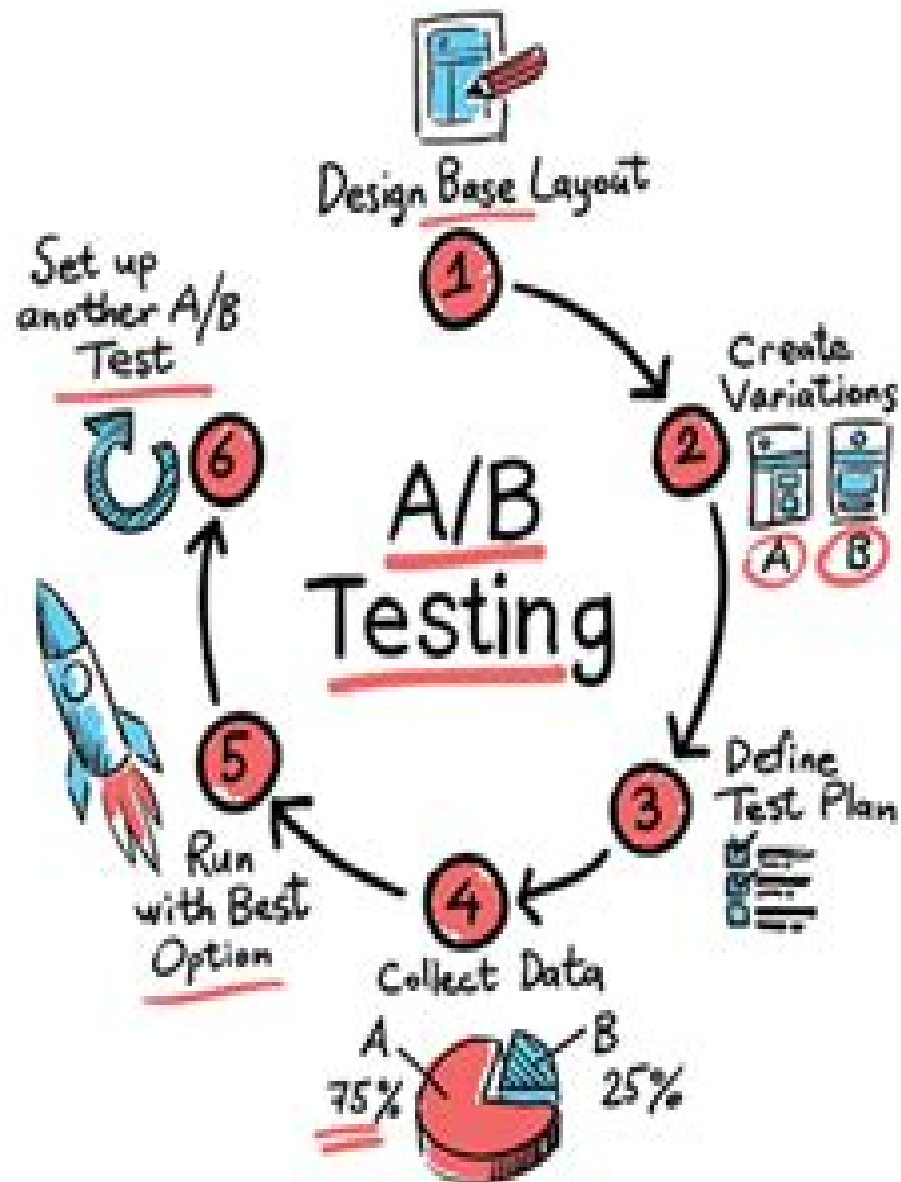 Design Base Layout
1
Create
Variations
2
A
B
Define
Test Plan
3
4
Collect Data
A
75%
B
25%
5
Run
with Best
Option
6
Set up
another A/B
Test
A/B
Testing